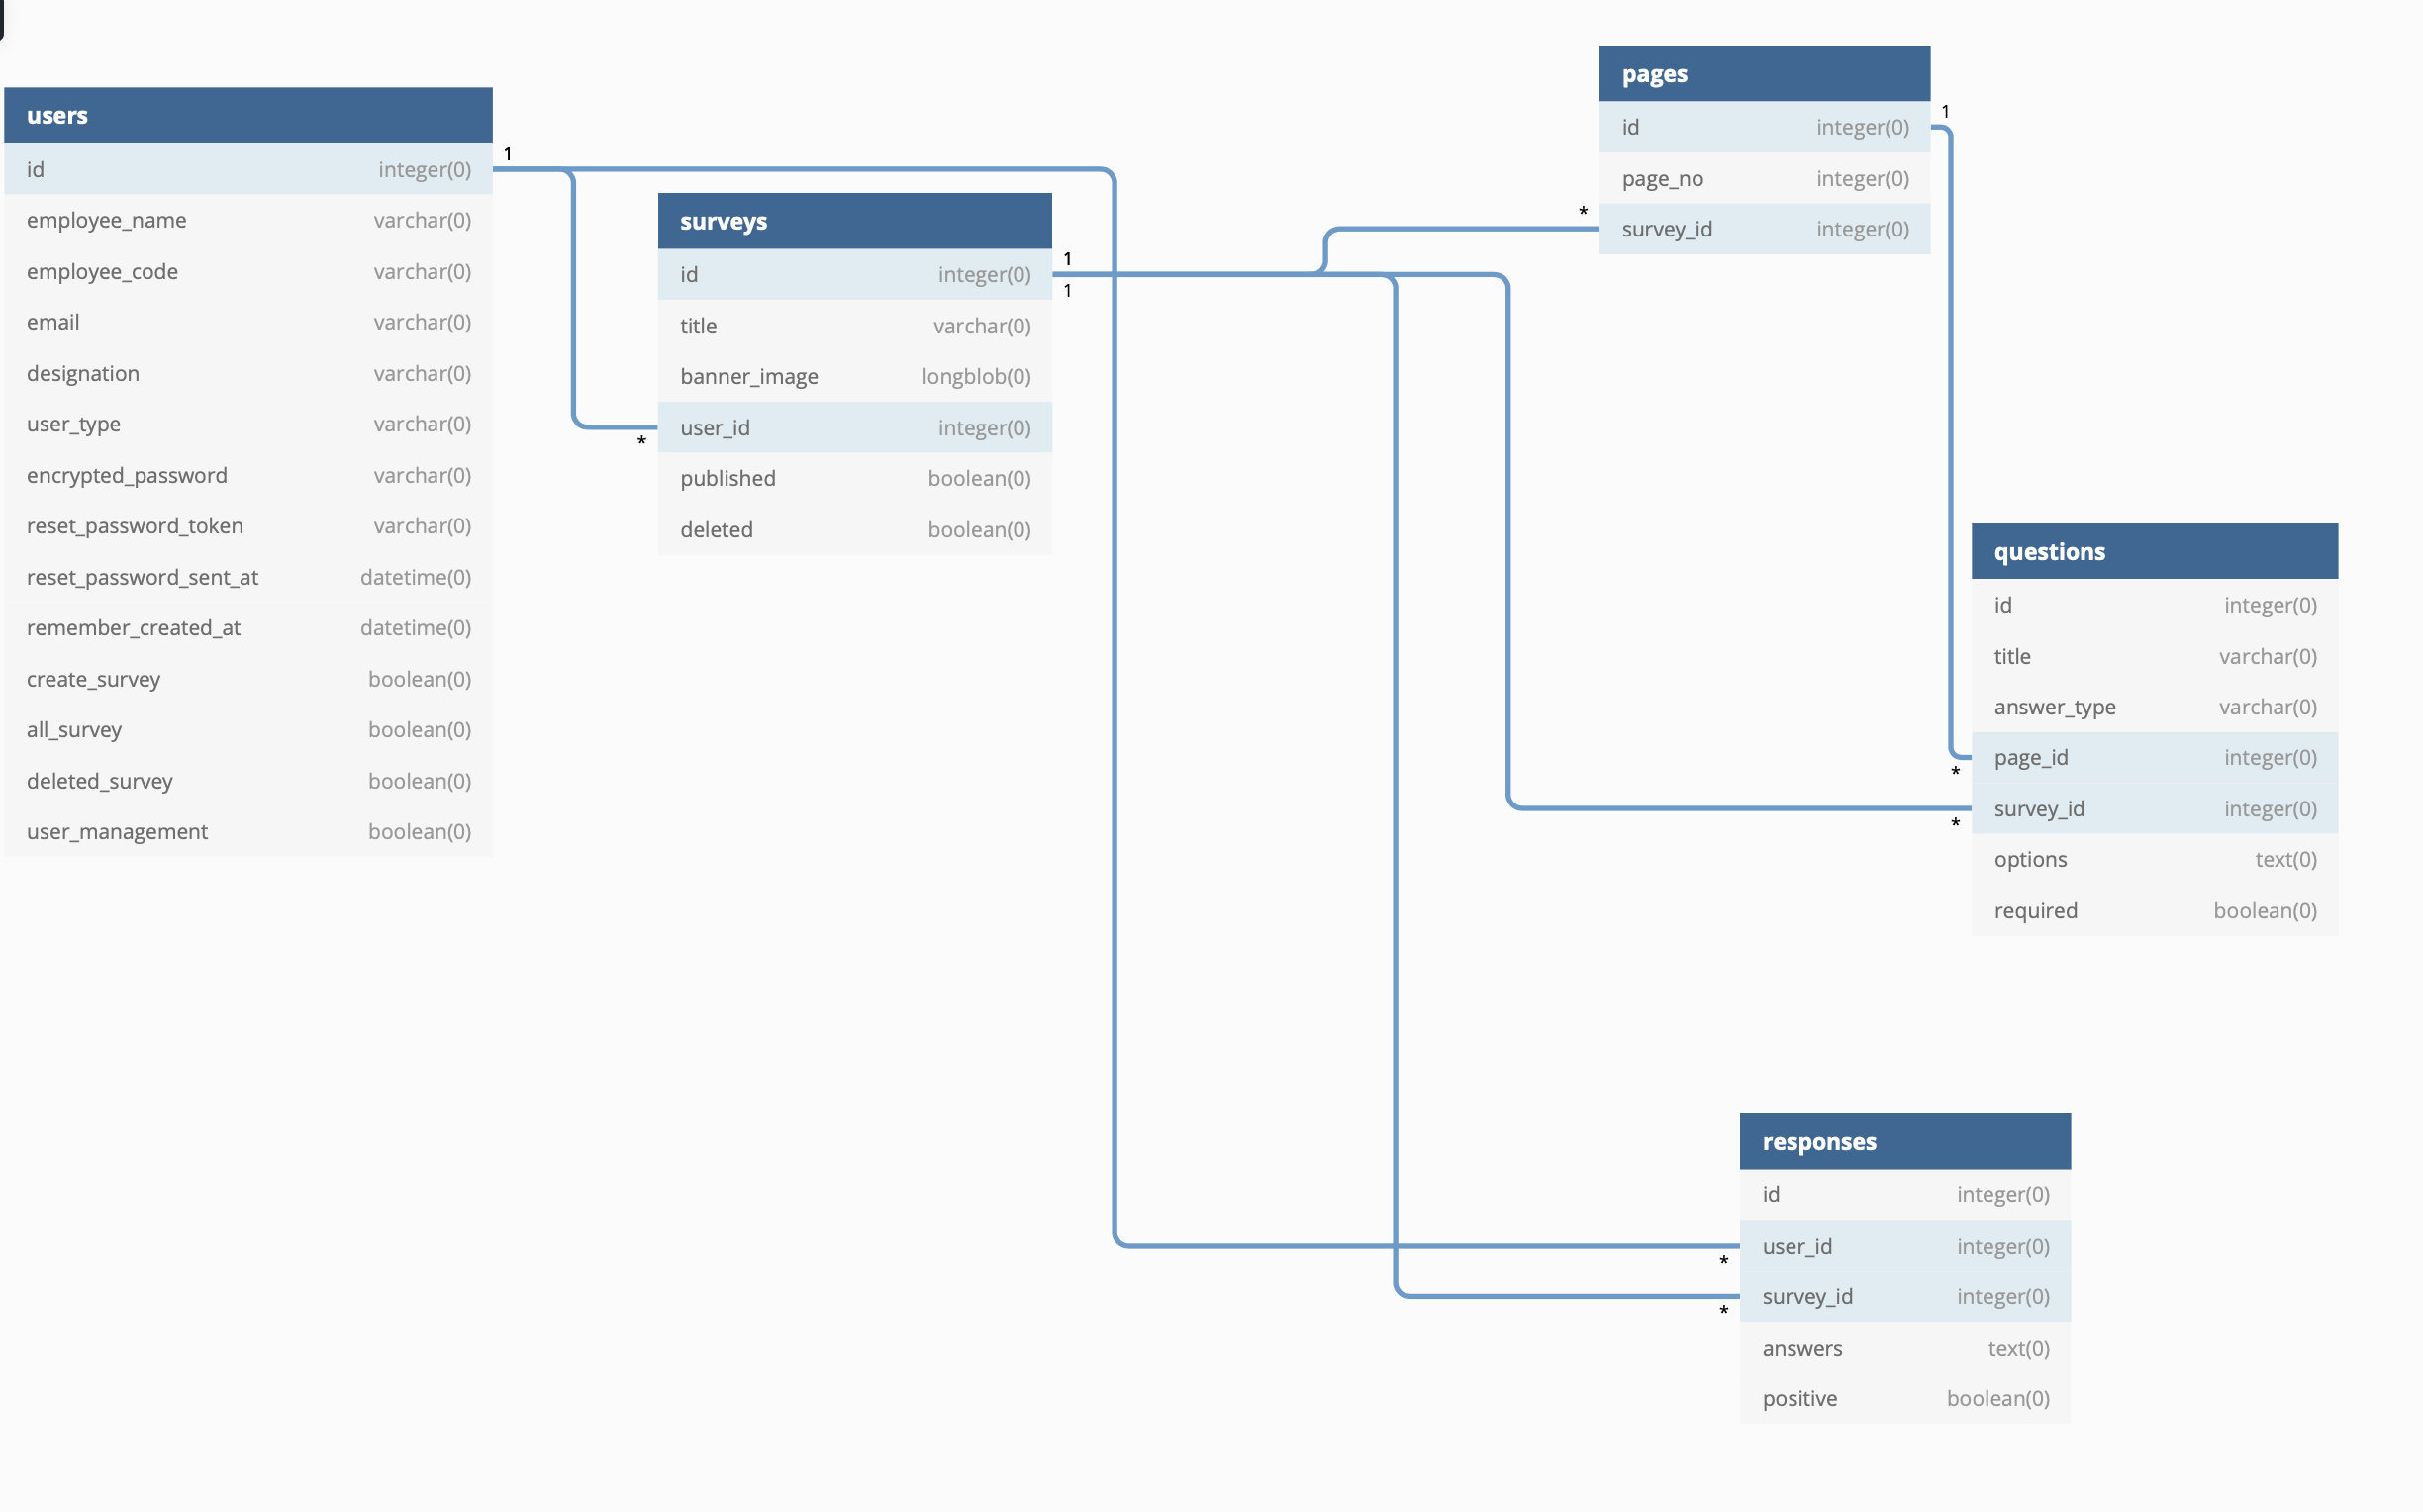 users
id integer(0)
employee_name varchar(0)
employee_code varchar(0)
email varchar(0)
designation varchar(0)
user_type varchar(0)
encrypted_password varchar(0)
reset_password_token varchar(0)
reset_password_sent_at datetime(0)
remember_created_at datetime(0)
create_survey boolean(0)
all_survey boolean(0)
deleted_survey boolean(0)
user_management boolean(0)
1
*
surveys
id integer(0)
title varchar(0)
banner_image longblob(0)
user_id integer(0)
published boolean(0)
deleted boolean(0)
1
1
*
pages
id integer(0)
page_no integer(0)
survey_id integer(0)
1
*
*
questions
id integer(0)
title varchar(0)
answer_type varchar(0)
page_id integer(0)
survey_id integer(0)
options text(0)
required boolean(0)
*
*
responses
id integer(0)
user_id integer(0)
survey_id integer(0)
answers text(0)
positive boolean(0)